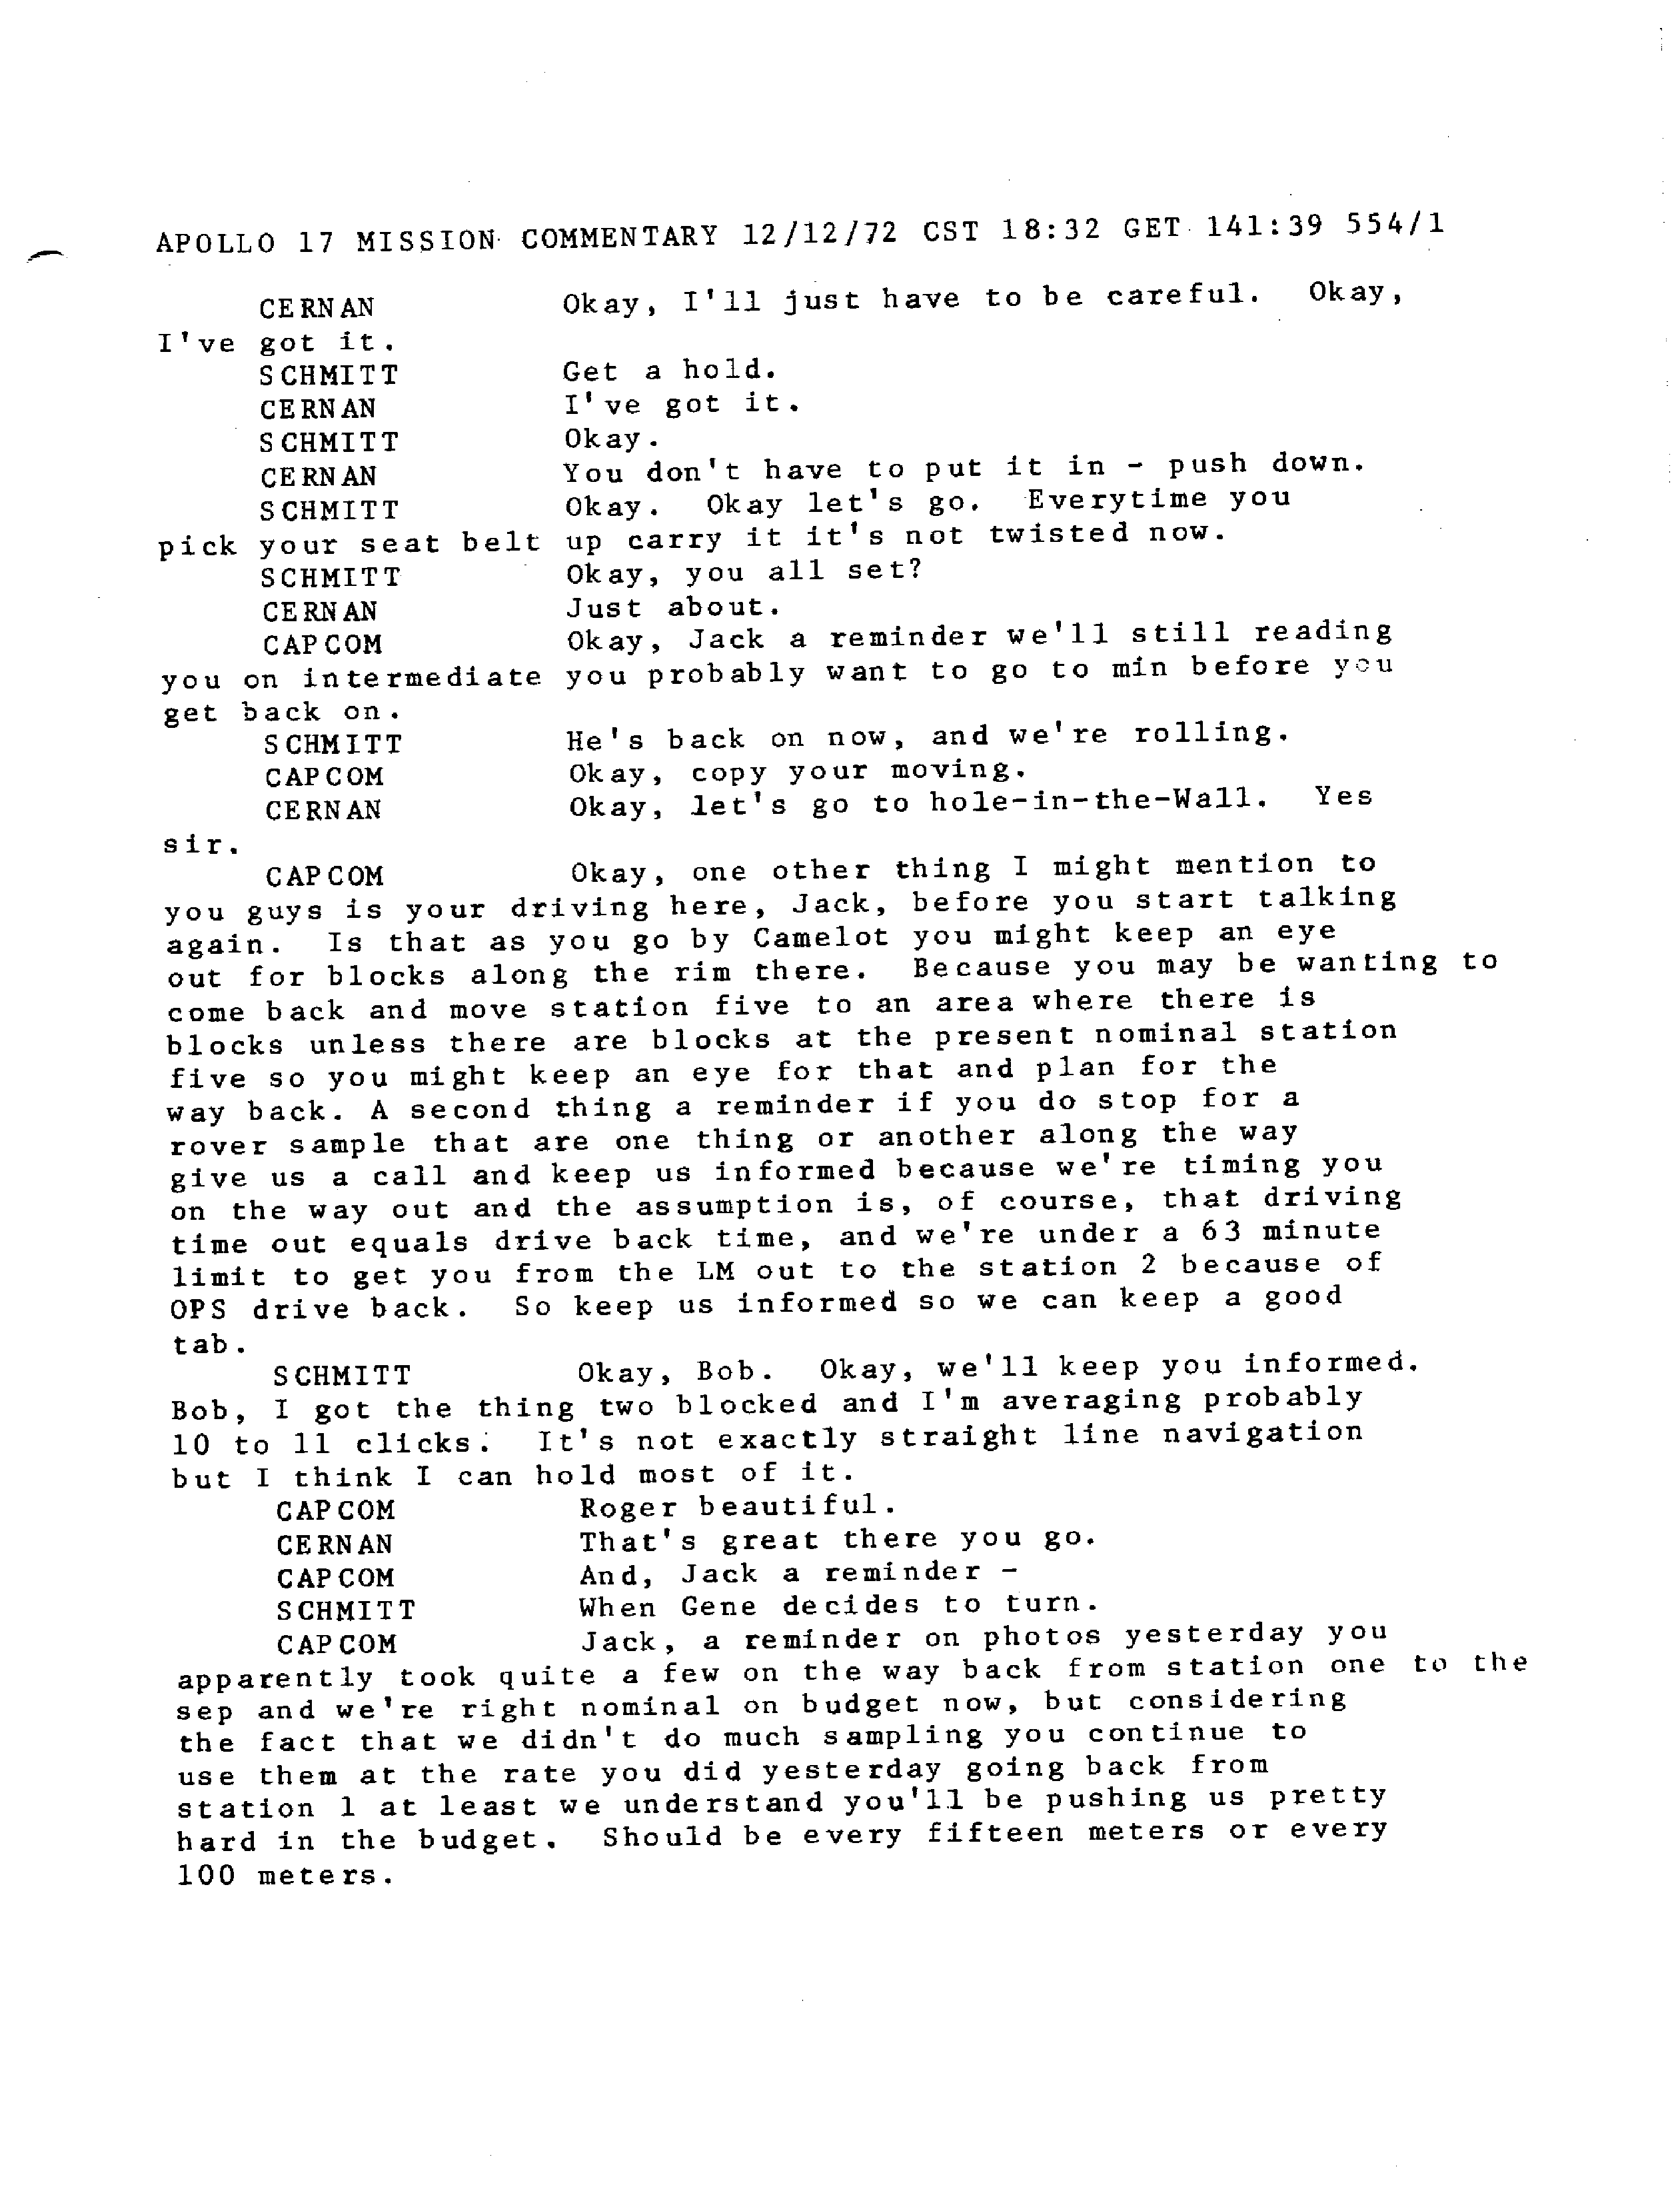 APOLLO 17 MISSION COMMENTARY 12/12/72 CST 18:32 GET 141:39 554/1
CERNAN Okay, I'll just have to be careful. Okay,
I've got it.
SCHMITT Get a hold.
CERNAN I've got it.
SCHMITT Okay.
CERNAN You don't have to put it in - push down.
SCHMITT Okay. Okay let's go. Everytime you
pick your seat belt up carry it it's not twisted now.
SCHMITT Okay, you all set?
CERNAN Just about.
CAPCOM Okay, Jack a reminder we'll still reading
you on intermediate you probably want to go to min before you
get back on.
SCHMITT He's back on now, and we're rolling.
CAPCOM Okay, copy your moving.
CERNAN Okay, let's go to hole-in-the-Wall. Yes
sir.
CAPCOM Okay, one other thing I might mention to
you guys is your driving here, Jack, before you start talking
again. Is that as you go by Camelot you might keep an eye
out for blocks along the rim there. Because you may be wanting to
come back and move station five to an area where there is
blocks unless there are blocks at the present nominal station
five so you might keep an eye for that and plan for the
way back. A second thing a reminder if you do stop for a
rover sample that are one thing or another along the way
give us a call and keep us informed because we're timing you
on the way out and the assumption is, of course, that driving
time out equals drive back time, and we're under a 63 minute
limit to get you from the LM out to the station 2 because of
OPS drive back. So keep us informed so we can keep a good
tab.
SCHMITT Okay, Bob. Okay, we'll keep you informed.
Bob, I got the thing two blocked and I'm averaging probably
10 to 11 clicks. It's not exactly straight line navigation
but I think I can hold most of it.
CAPCOM Roger beautiful.
CERNAN That's great there you go.
CAPCOM And, Jack a reminder -
SCHMITT When Gene decides to turn.
CAPCOM Jack, a reminder on photos yesterday you
apparently took quite a few on the way back from station one to the
sep and we're right nominal on budget now, but considering
the fact that we didn't do much sampling you continue to
use them at the rate you did yesterday going back from
station 1 at least we understand you'll be pushing us pretty
hard in the budget. Should be every fifteen meters or every
100 meters.